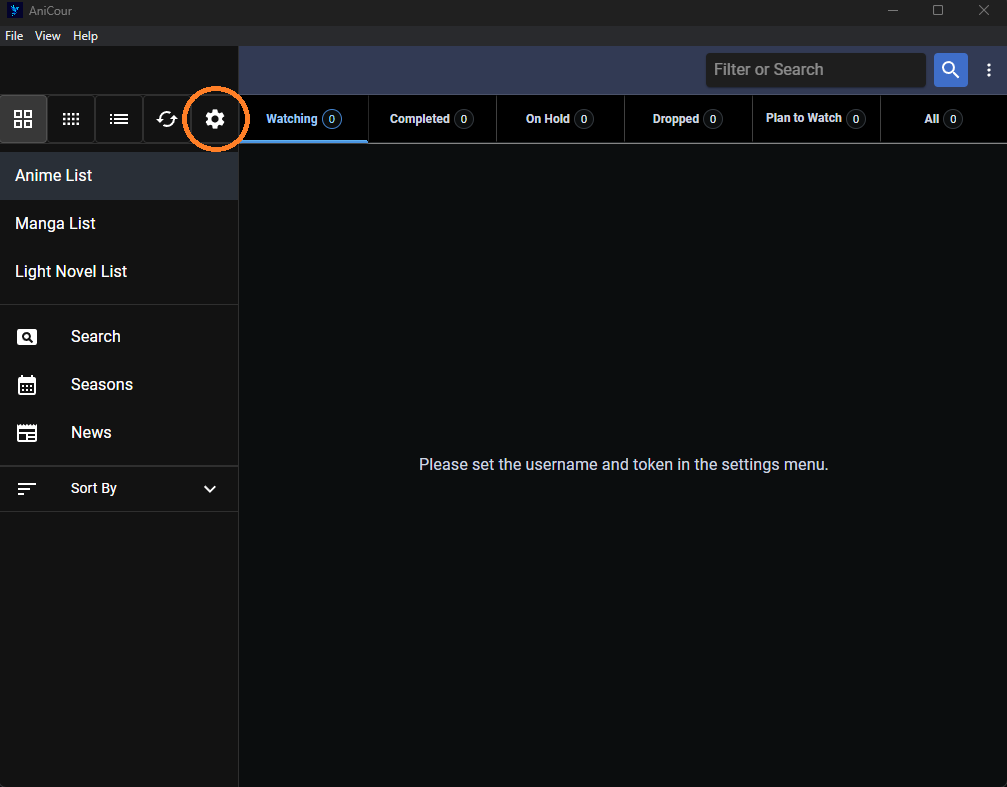 AniCour
File View Help
Filter or Search
Watching 0 Completed 0 On Hold 0 Dropped 0 Plan to Watch 0 All 0
Anime List
Manga List
Light Novel List
Search
Seasons
News
Sort By
Please set the username and token in the settings menu.